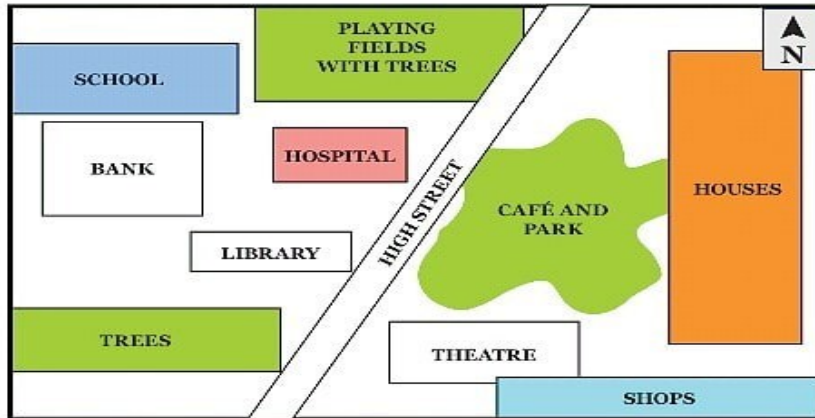 PLAYING
FIELDS
WITH TREES
N
SCHOOL
BANK
HOSPITAL
HIGH STREET
CAFÉ AND
PARK
HOUSES
LIBRARY
TREES
THEATRE
SHOPS